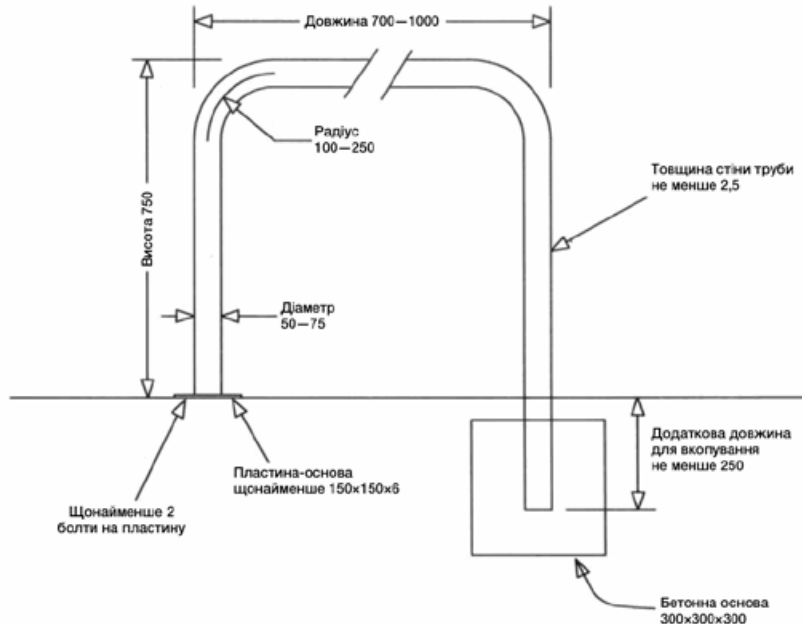 Довжина 700—1000
Радіус
100—250
Висота 750
Товщина стіни труби
не менше 2,5
Діаметр
50—75
Додаткова довжина
для вкопування
не менше 250
Пластина-основа
щонайменше 150×150×6
Щонайменше 2
болти на пластину
Бетонна основа
300×300×300